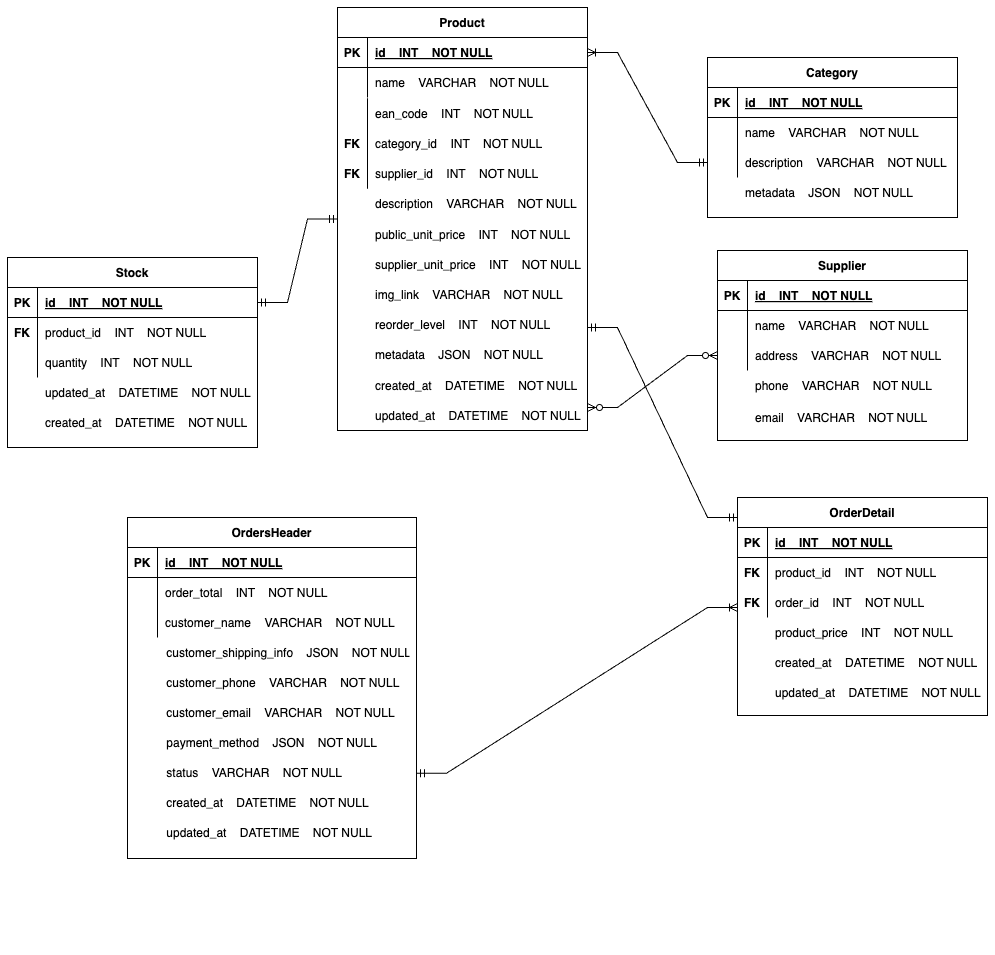 Product
PK id INT NOT NULL
name VARCHAR NOT NULL
ean_code INT NOT NULL
FK category_id INT NOT NULL
FK supplier_id INT NOT NULL
description VARCHAR NOT NULL
public_unit_price INT NOT NULL
supplier_unit_price INT NOT NULL
img_link VARCHAR NOT NULL
reorder_level INT NOT NULL
metadata JSON NOT NULL
created_at DATETIME NOT NULL
updated_at DATETIME NOT NULL
Category
PK id INT NOT NULL
name VARCHAR NOT NULL
description VARCHAR NOT NULL
metadata JSON NOT NULL
Stock
PK id INT NOT NULL
FK product_id INT NOT NULL
quantity INT NOT NULL
updated_at DATETIME NOT NULL
created_at DATETIME NOT NULL
Supplier
PK id INT NOT NULL
name VARCHAR NOT NULL
address VARCHAR NOT NULL
phone VARCHAR NOT NULL
email VARCHAR NOT NULL
OrdersHeader
PK id INT NOT NULL
order_total INT NOT NULL
customer_name VARCHAR NOT NULL
customer_shipping_info JSON NOT NULL
customer_phone VARCHAR NOT NULL
customer_email VARCHAR NOT NULL
payment_method JSON NOT NULL
status VARCHAR NOT NULL
created_at DATETIME NOT NULL
updated_at DATETIME NOT NULL
OrderDetail
PK id INT NOT NULL
FK product_id INT NOT NULL
FK order_id INT NOT NULL
product_price INT NOT NULL
created_at DATETIME NOT NULL
updated_at DATETIME NOT NULL